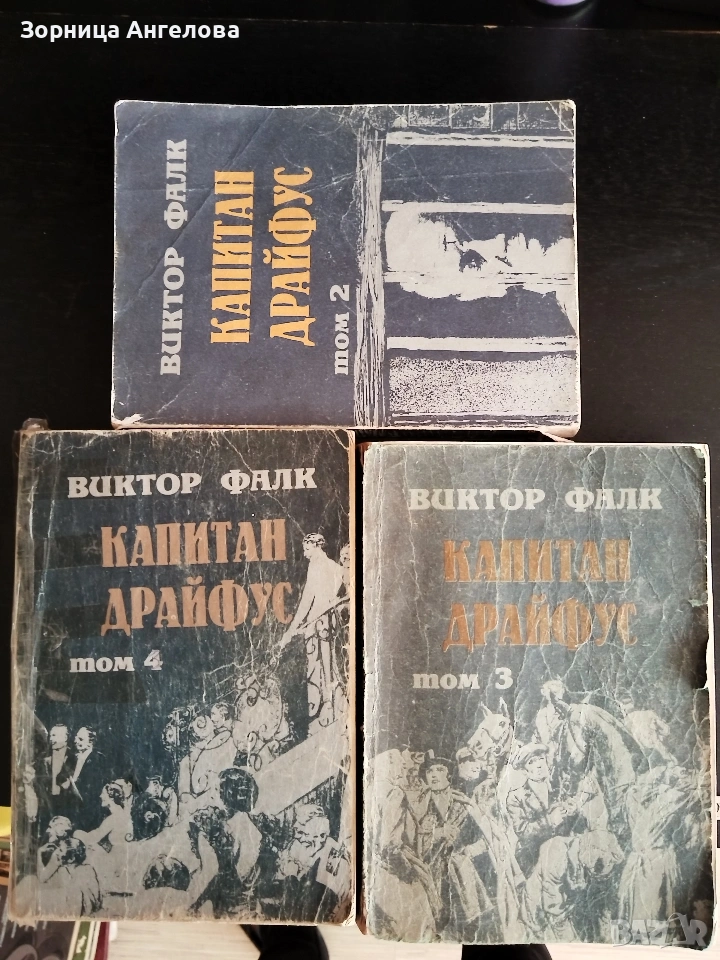 Зорница Ангелова
ВИКТОР ФАЛК
КАПИТАН
ДРАЙФУС
том 2
ВИКТОР ФАЛК
КАПИТАН
ДРАЙФУС
том 4
ВИКТОР ФАЛК
КАПИТАН
ДРАЙФУС
том 3
BAZAR